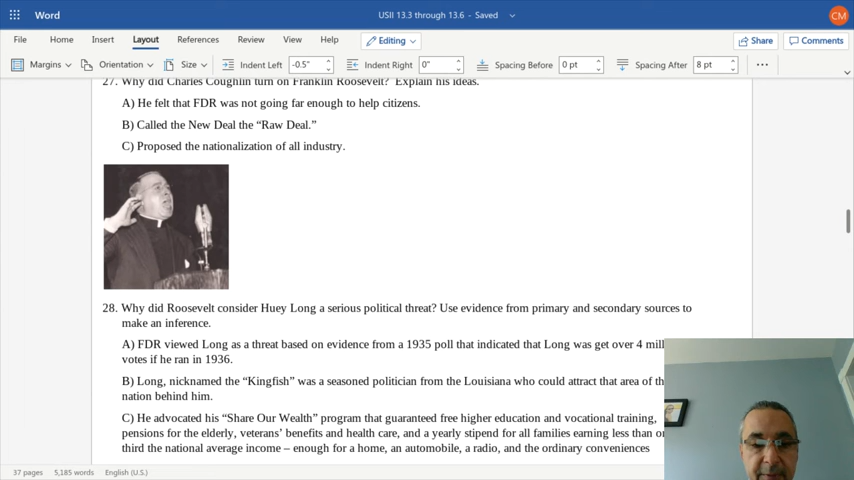 Word
USII 13.3 through 13.6 - Saved
CM
File Home Insert Layout References Review View Help Editing Share Comments
Margins Orientation Size Indent Left -0.5" Indent Right 0" Spacing Before 0 pt Spacing After 8 pt
27. Why did Charles Coughlin turn on Franklin Roosevelt? Explain his ideas.
A) He felt that FDR was not going far enough to help citizens.
B) Called the New Deal the “Raw Deal.”
C) Proposed the nationalization of all industry.
28. Why did Roosevelt consider Huey Long a serious political threat? Use evidence from primary and secondary sources to
make an inference.
A) FDR viewed Long as a threat based on evidence from a 1935 poll that indicated that Long was get over 4
votes if he ran in 1936.
B) Long, nicknamed the “Kingfish” was a seasoned politician from the Louisiana who could attract that area of
nation behind him.
C) He advocated his “Share Our Wealth” program that guaranteed free higher education and vocational training,
pensions for the elderly, veterans’ benefits and health care, and a yearly stipend for all families earning less than
third the national average income – enough for a home, an automobile, a radio, and the ordinary conveniences
37 pages 5,185 words English (U.S.)